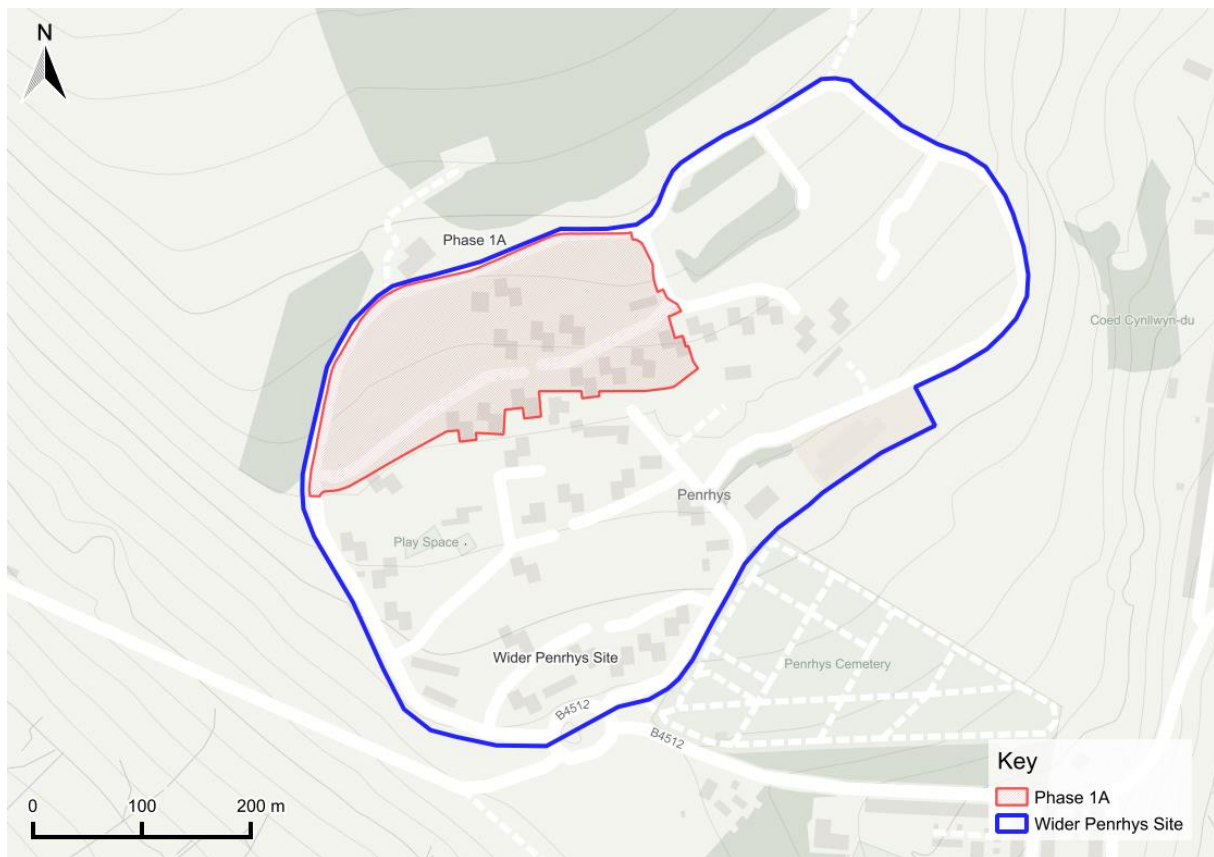 N
Phase 1A
Coed Cynllwyn-du
Penrhys
Play Space
Wider Penrhys Site
Penrhys Cemetery
B4512
B4512
Key
Phase 1A
Wider Penrhys Site
0 100 200 m